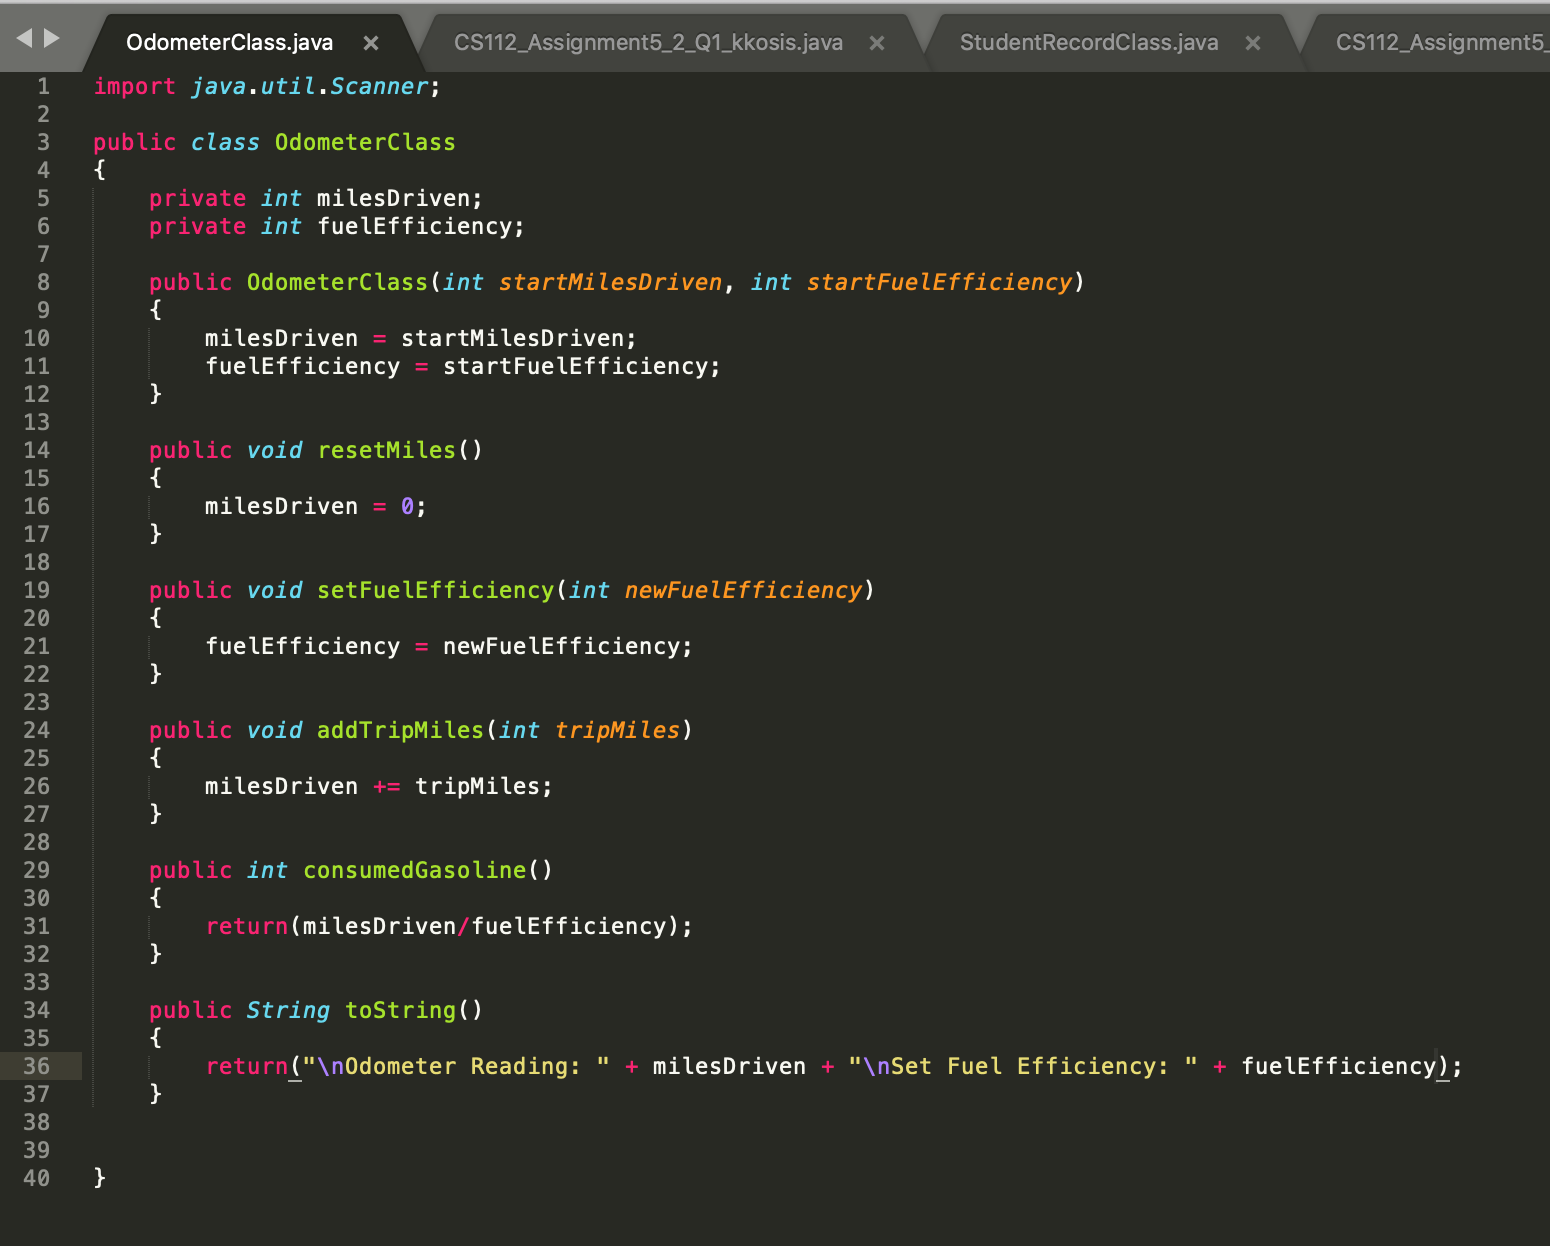 OdometerClass.java × CS112_Assignment5_2_Q1_kkosis.java × StudentRecordClass.java × CS112_Assignment5_
1 import java.util.Scanner;
2
3 public class OdometerClass
4 {
5 private int milesDriven;
6 private int fuelEfficiency;
7
8 public OdometerClass(int startMilesDriven, int startFuelEfficiency)
9 {
10 milesDriven = startMilesDriven;
11 fuelEfficiency = startFuelEfficiency;
12 }
13
14 public void resetMiles()
15 {
16 milesDriven = 0;
17 }
18
19 public void setFuelEfficiency(int newFuelEfficiency)
20 {
21 fuelEfficiency = newFuelEfficiency;
22 }
23
24 public void addTripMiles(int tripMiles)
25 {
26 milesDriven += tripMiles;
27 }
28
29 public int consumedGasoline()
30 {
31 return(milesDriven/fuelEfficiency);
32 }
33
34 public String toString()
35 {
36 return("\nOdometer Reading: " + milesDriven + "\nSet Fuel Efficiency: " + fuelEfficiency);
37 }
38
39
40 }